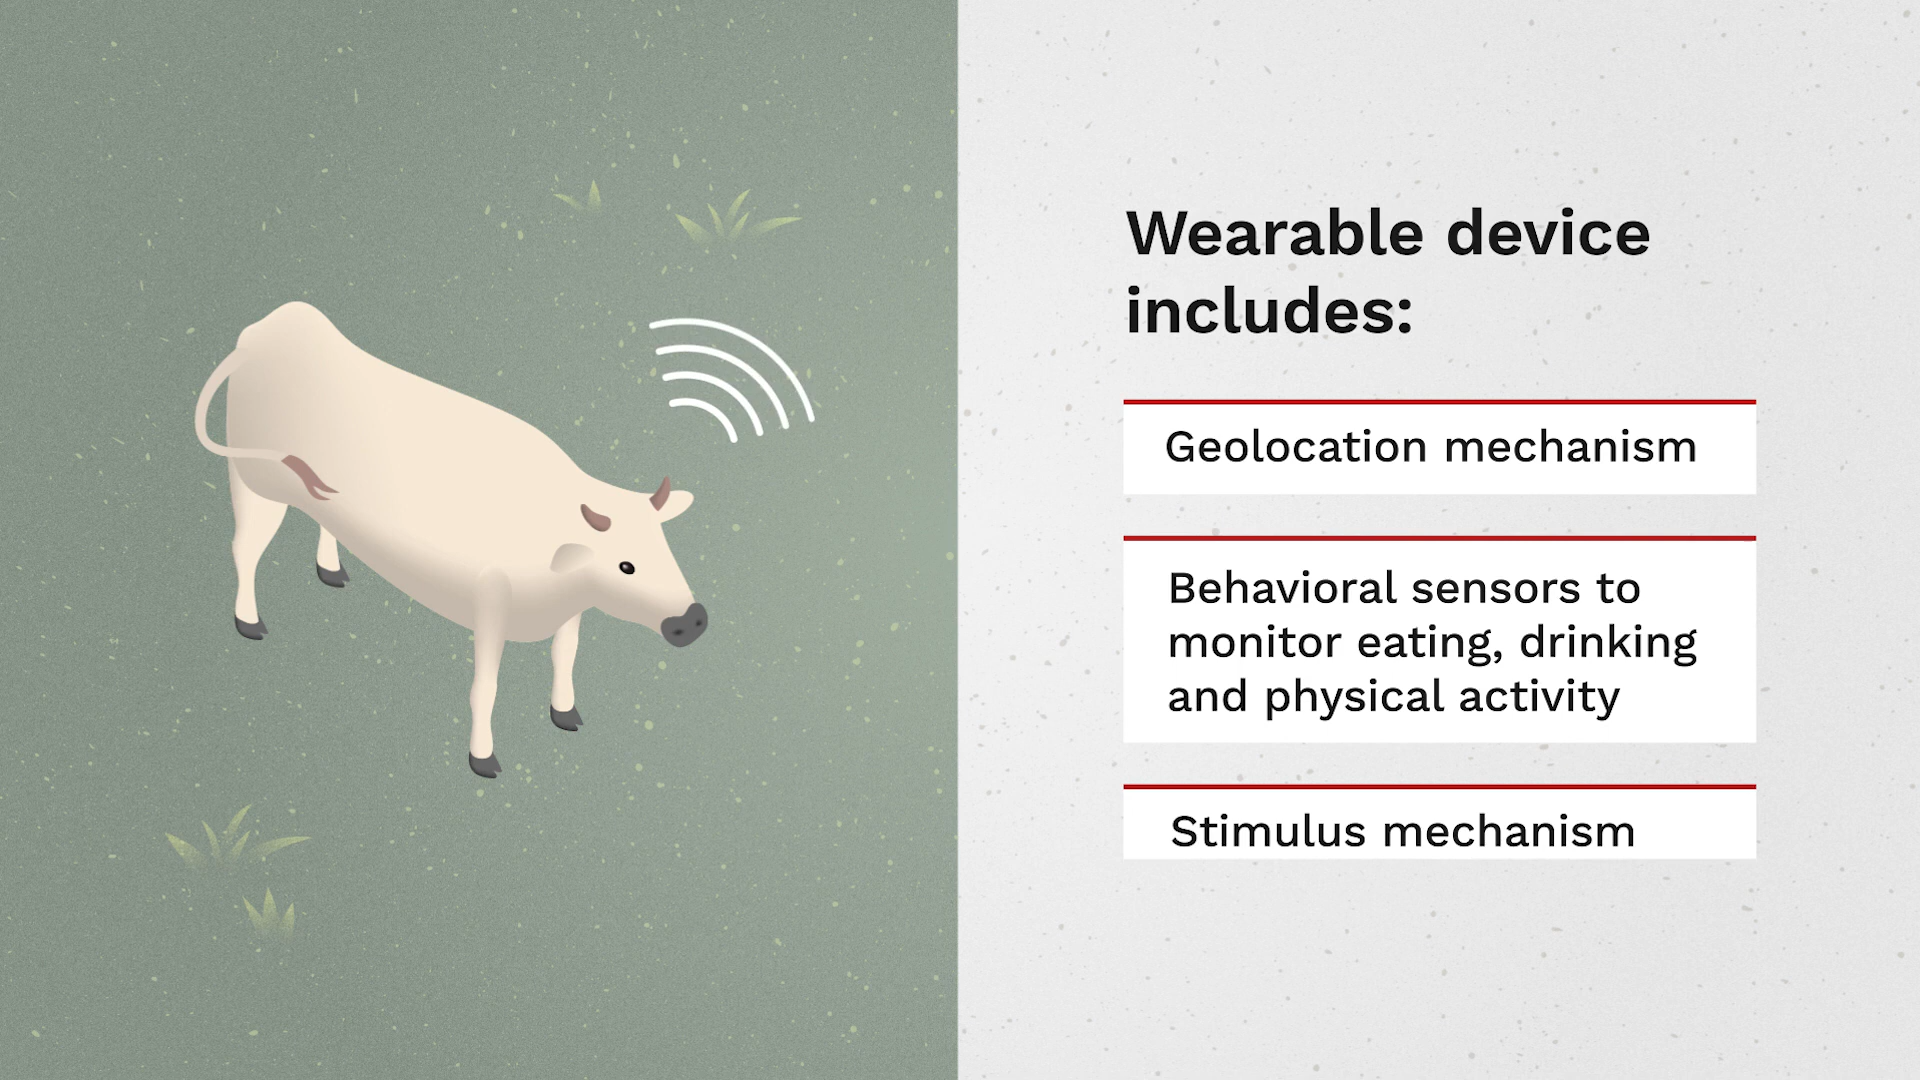 Wearable device
includes:
Geolocation mechanism
Behavioral sensors to
monitor eating, drinking
and physical activity
Stimulus mechanism